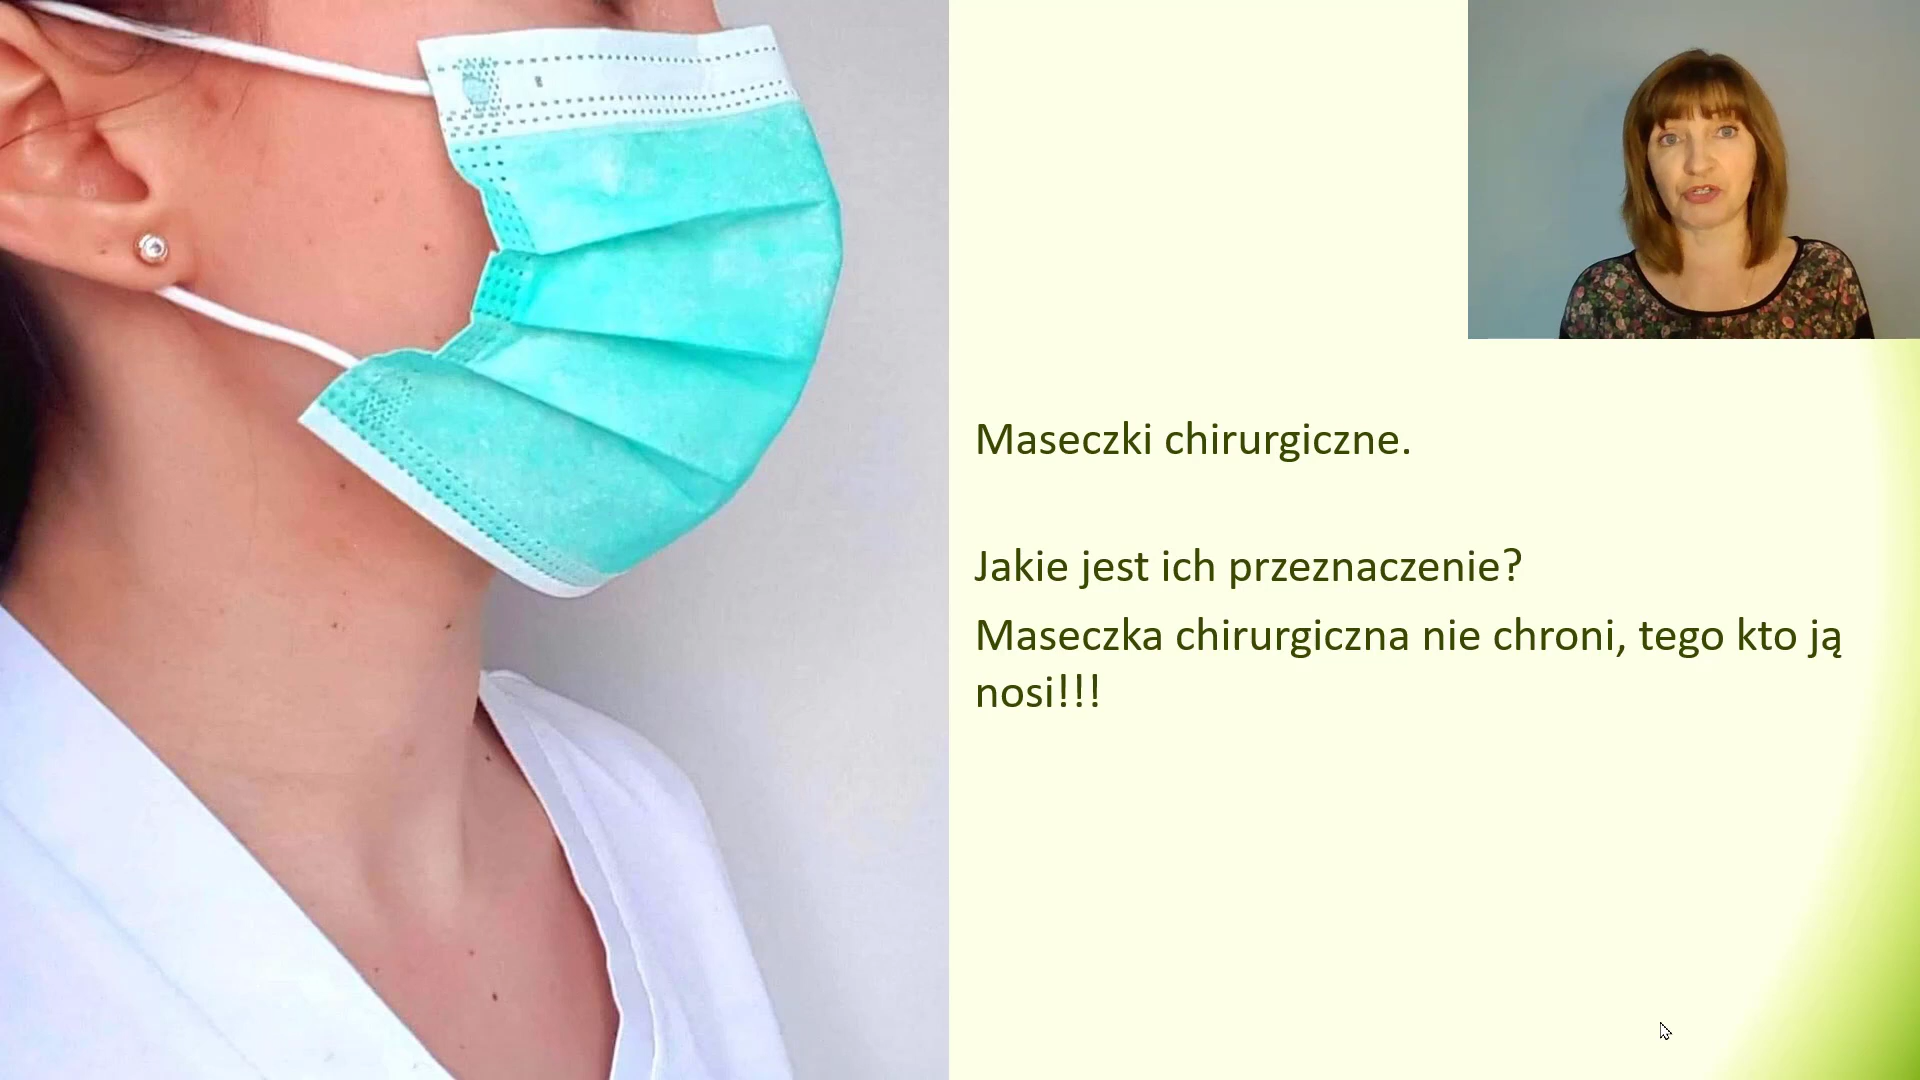 Maseczki chirurgiczne.
Jakie jest ich przeznaczenie?
Maseczka chirurgiczna nie chroni, tego kto ją
nosi!!!